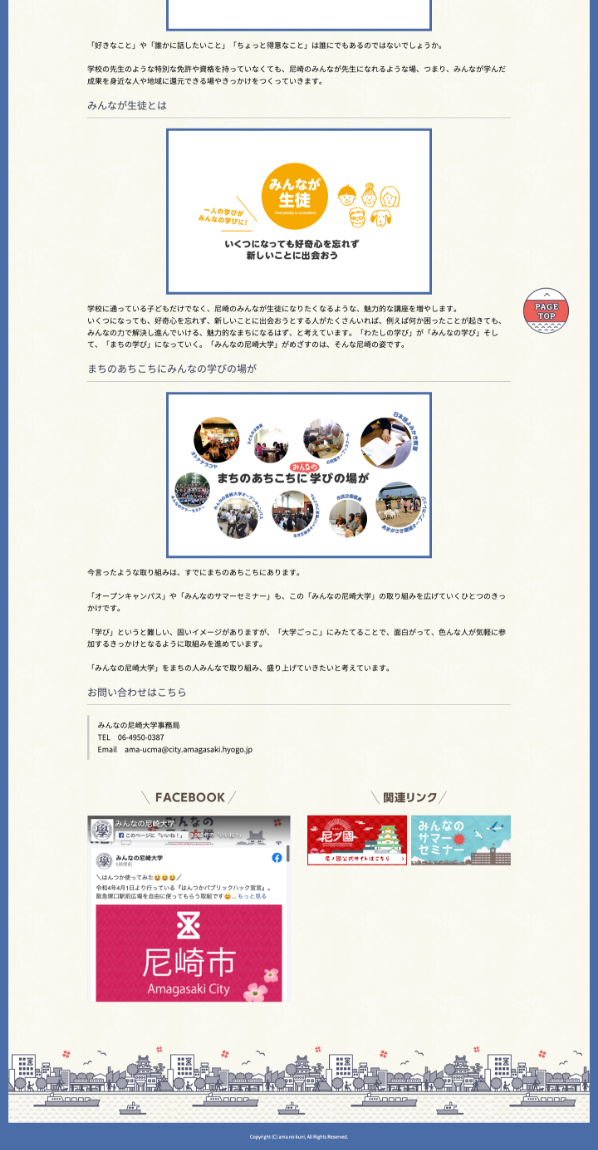 「好きなこと」や「誰かに話したいこと」「ちょっと得意なこと」は誰にでもあるのではないでしょうか。
学校の先生のような特別な免許や資格を持っていなくても、尼崎のみんなが先生になれるような場、つまり、みんなが学んだ
成果を身近な人や地域に還元できる場やきっかけをつくっていきます。
みんなが生徒とは
みんなが
生徒
一人の学びが
みんなの学びに!
いくつになっても好奇心を忘れず
新しいことに出会おう
学校に通っている子どもだけでなく、尼崎のみんなが生徒になりたくなるような、魅力的な講座を増やします。
いくつになっても、好奇心を忘れず、新しいことに出会おうとする人がたくさんいれば、例えば何か困ったことが起きても、
みんなの力で解決し進んでいける、魅力的なまちになるはず、と考えています。「わたしの学び」が「みんなの学び」そし
て、「まちの学び」になっていく。「みんなの尼崎大学」がめざすのは、そんな尼崎の姿です。
PAGE
TOP
まちのあちこちにみんなの学びの場が
みんなの
まちのあちこちに学びの場が
今言ったような取り組みは、すでにまちのあちこちにあります。
「オープンキャンパス」や「みんなのサマーセミナー」も、この「みんなの尼崎大学」の取り組みを広げていくひとつのきっ
かけです。
「学び」というと難しい、固いイメージがありますが、「大学ごっこ」にみたてることで、面白がって、色んな人が気軽に参
加するきっかけとなるように取組みを進めています。
「みんなの尼崎大学」をまちの人みんなで取り組み、盛り上げていきたいと考えています。
お問い合わせはこちら
みんなの尼崎大学事務局
TEL 06-4950-0387
Email ama-ucma@city.amagasaki.hyogo.jp
FACEBOOK
関連リンク
みんなの尼崎大学
このページに「いいね!」
みんなの尼崎大学
＼はんつか使ってみた😄😄😄／
令和4年4月1日より行っている『はんつかパブリックハック宣言』。
阪急塚口駅前広場を自由に使ってもらう取組です😄... もっと見る
尼崎市
Amagasaki City
尼ノ國
尼ノ國公式サイトはこちら
みんなの
サマー
セミナー
Copyright (C) ama no kuni, All Rights Reserved.